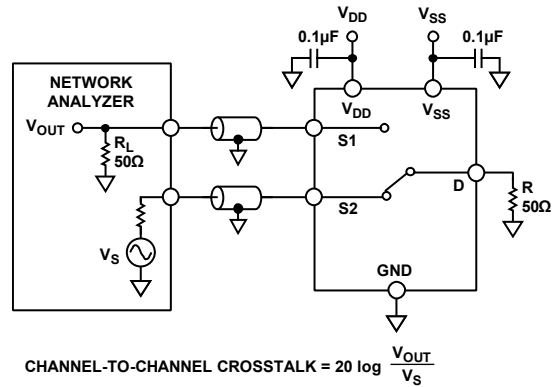 V_DD V_SS
0.1µF 0.1µF
NETWORK
ANALYZER
V_DD V_SS
V_OUT
S1
R_L
50Ω
S2
D
R
50Ω
V_S
GND
CHANNEL-TO-CHANNEL CROSSTALK = 20 log V_OUT / V_S